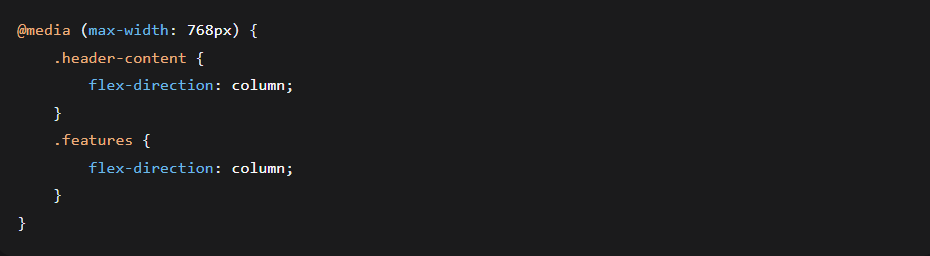 @media (max-width: 768px) {
    .header-content {
        flex-direction: column;
    }
    .features {
        flex-direction: column;
    }
}